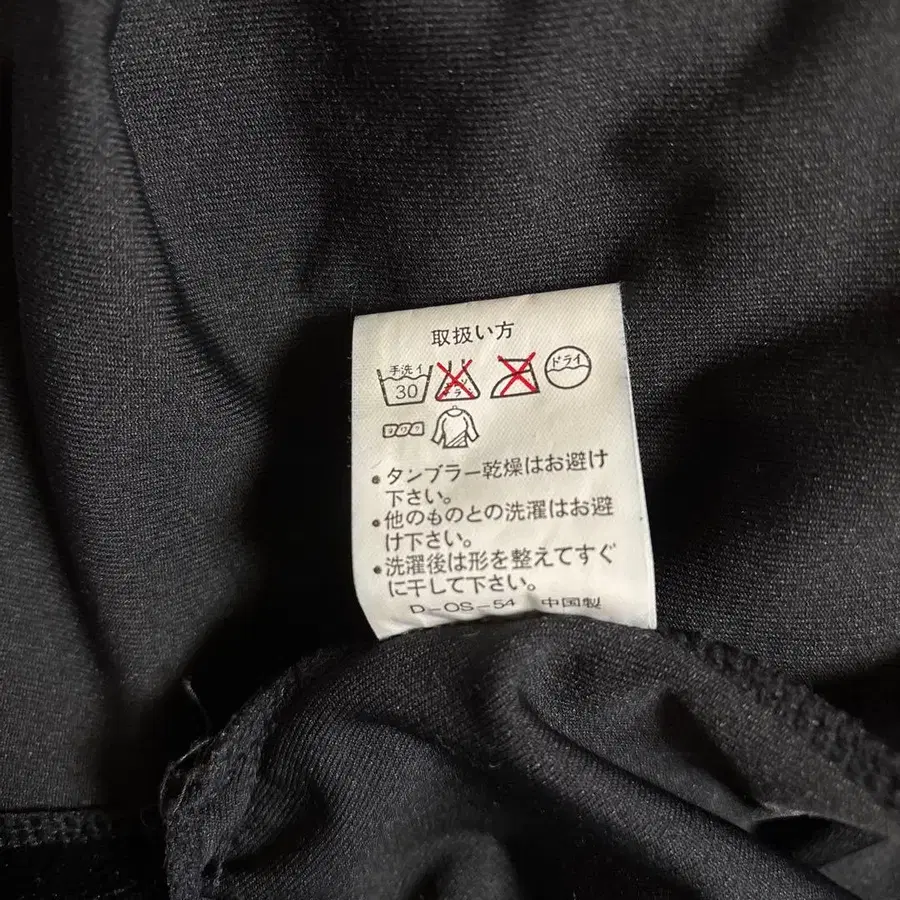 取扱い方
手洗イ ドライ
30
・タンブラー乾燥はお避け
下さい。
・他のものとの洗濯はお避
け下さい。
・洗濯後は形を整えてすぐ
に干して下さい。
D-OS-54 中国製